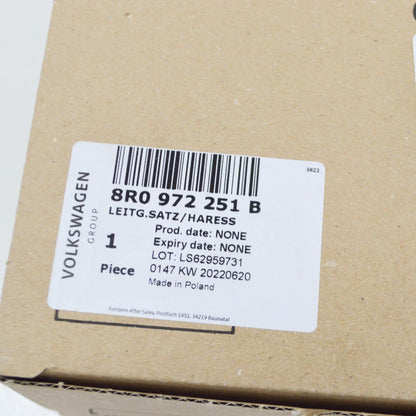 3822
VOLKSWAGEN
GROUP
8R0 972 251 B
LEITG.SATZ/HARESS
1
Piece
Prod. date: NONE
Expiry date: NONE
LOT: LS62959731
0147 KW 20220620
Made in Poland
Konzern After Sales, Postfach 1451, 34219 Baunatal